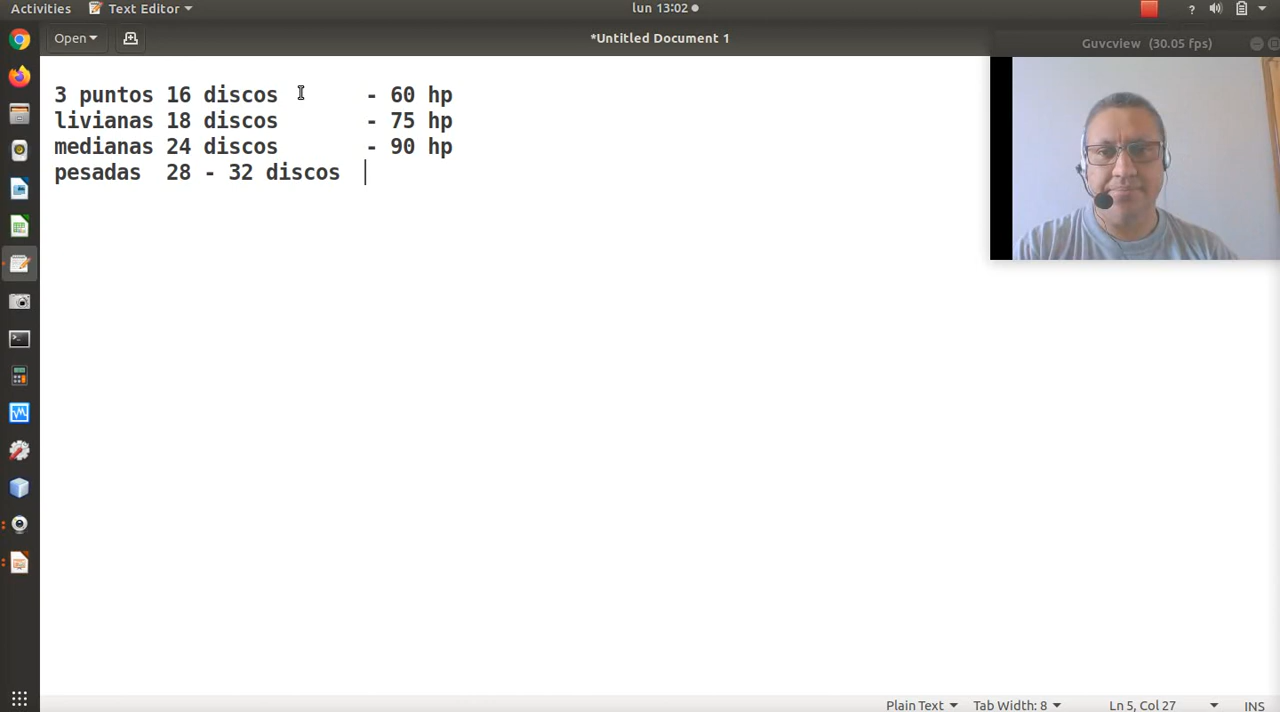 Activities Text Editor lun 13:02
Open *Untitled Document 1
Guvcview (30.05 fps)
3 puntos 16 discos - 60 hp
livianas 18 discos - 75 hp
medianas 24 discos - 90 hp
pesadas 28 - 32 discos
Plain Text Tab Width: 8 Ln 5, Col 27 INS